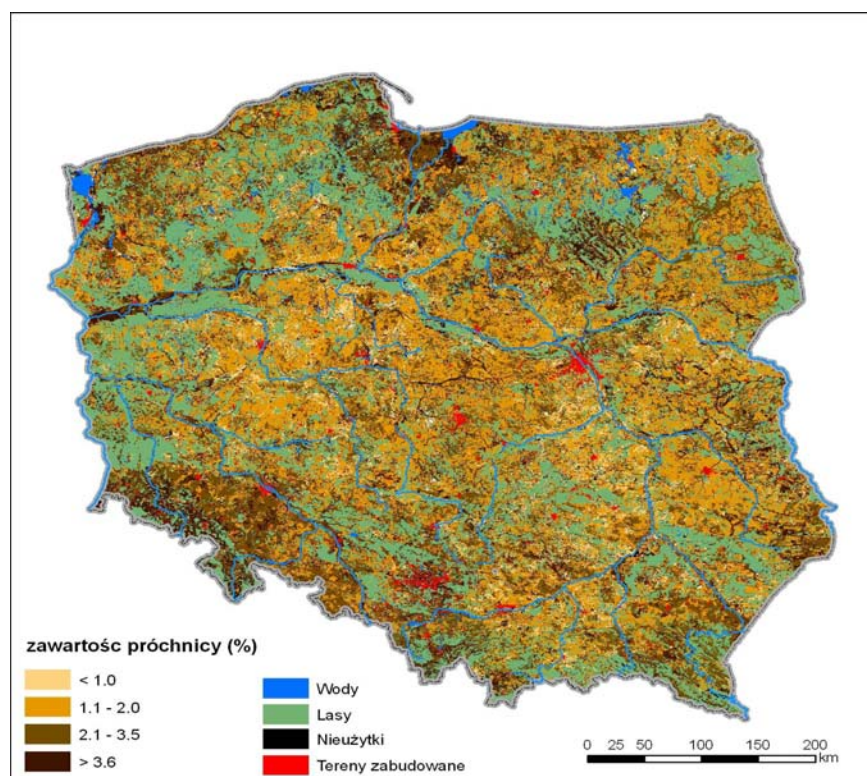 zawartośc próchnicy (%)
< 1.0
1.1 - 2.0
2.1 - 3.5
> 3.6
Wody
Lasy
Nieużytki
Tereny zabudowane
0 25 50 100 150 200
km